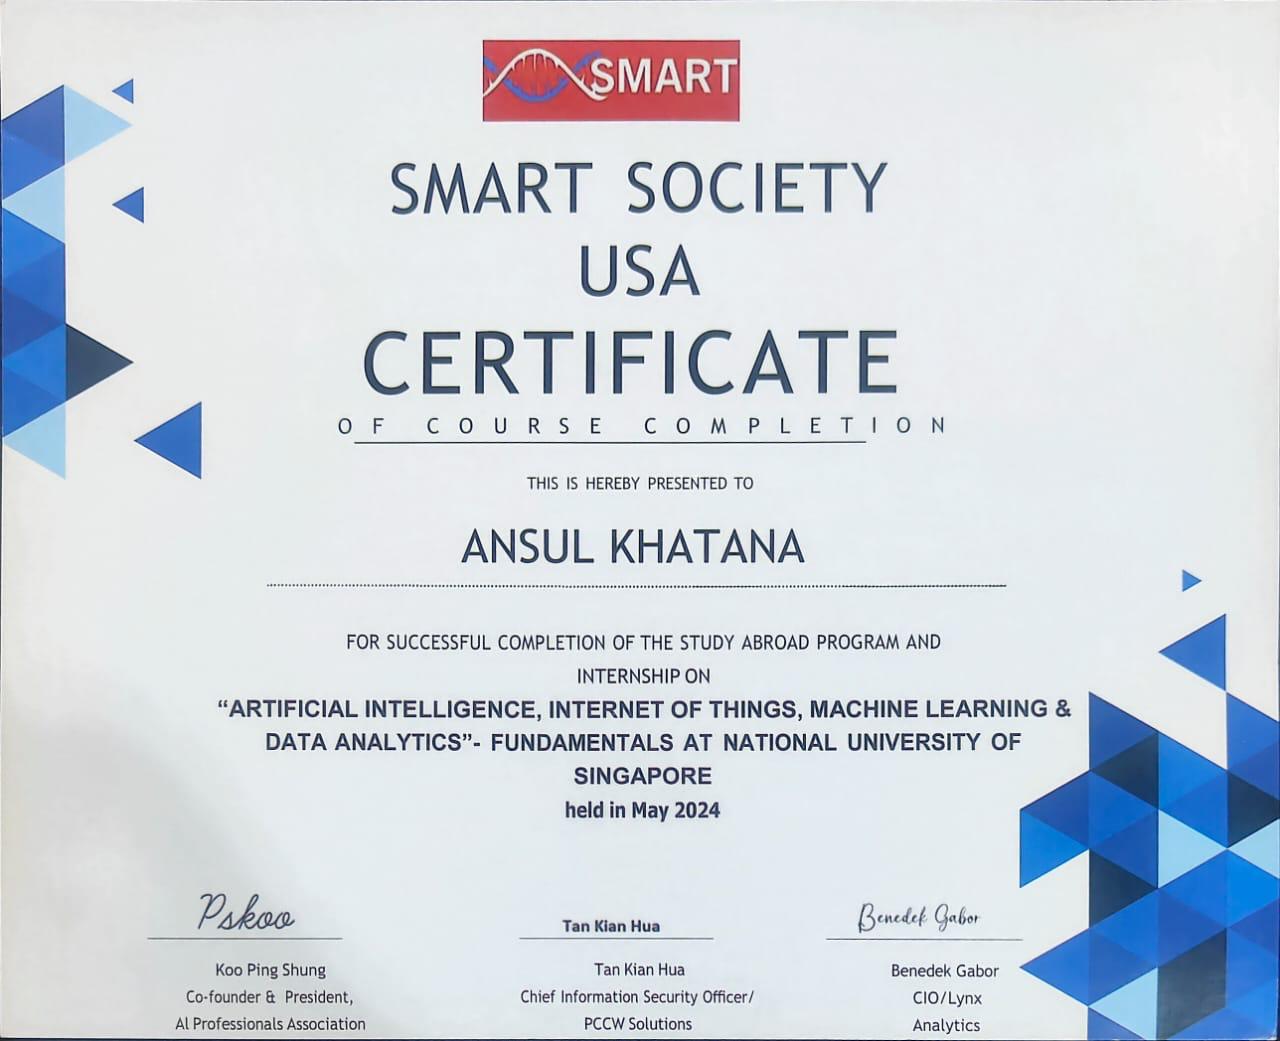 SMART
SMART SOCIETY
USA
CERTIFICATE
OF COURSE COMPLETION
THIS IS HEREBY PRESENTED TO
ANSUL KHATANA
FOR SUCCESSFUL COMPLETION OF THE STUDY ABROAD PROGRAM AND
INTERNSHIP ON
“ARTIFICIAL INTELLIGENCE, INTERNET OF THINGS, MACHINE LEARNING &
DATA ANALYTICS”- FUNDAMENTALS AT NATIONAL UNIVERSITY OF
SINGAPORE
held in May 2024
Pskoo
Koo Ping Shung
Co-founder & President,
AI Professionals Association
Tan Kian Hua
Tan Kian Hua
Chief Information Security Officer/
PCCW Solutions
Benedek Gabor
Benedek Gabor
CIO/Lynx
Analytics